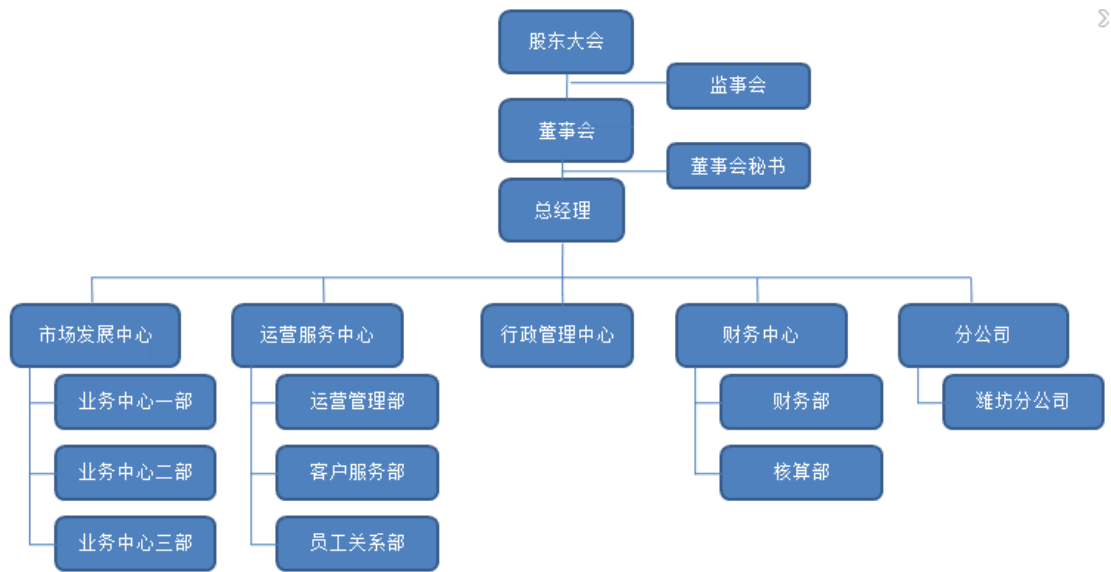 股东大会
监事会
董事会
董事会秘书
总经理
市场发展中心
运营服务中心
行政管理中心
财务中心
分公司
业务中心一部
运营管理部
财务部
潍坊分公司
业务中心二部
客户服务部
核算部
业务中心三部
员工关系部